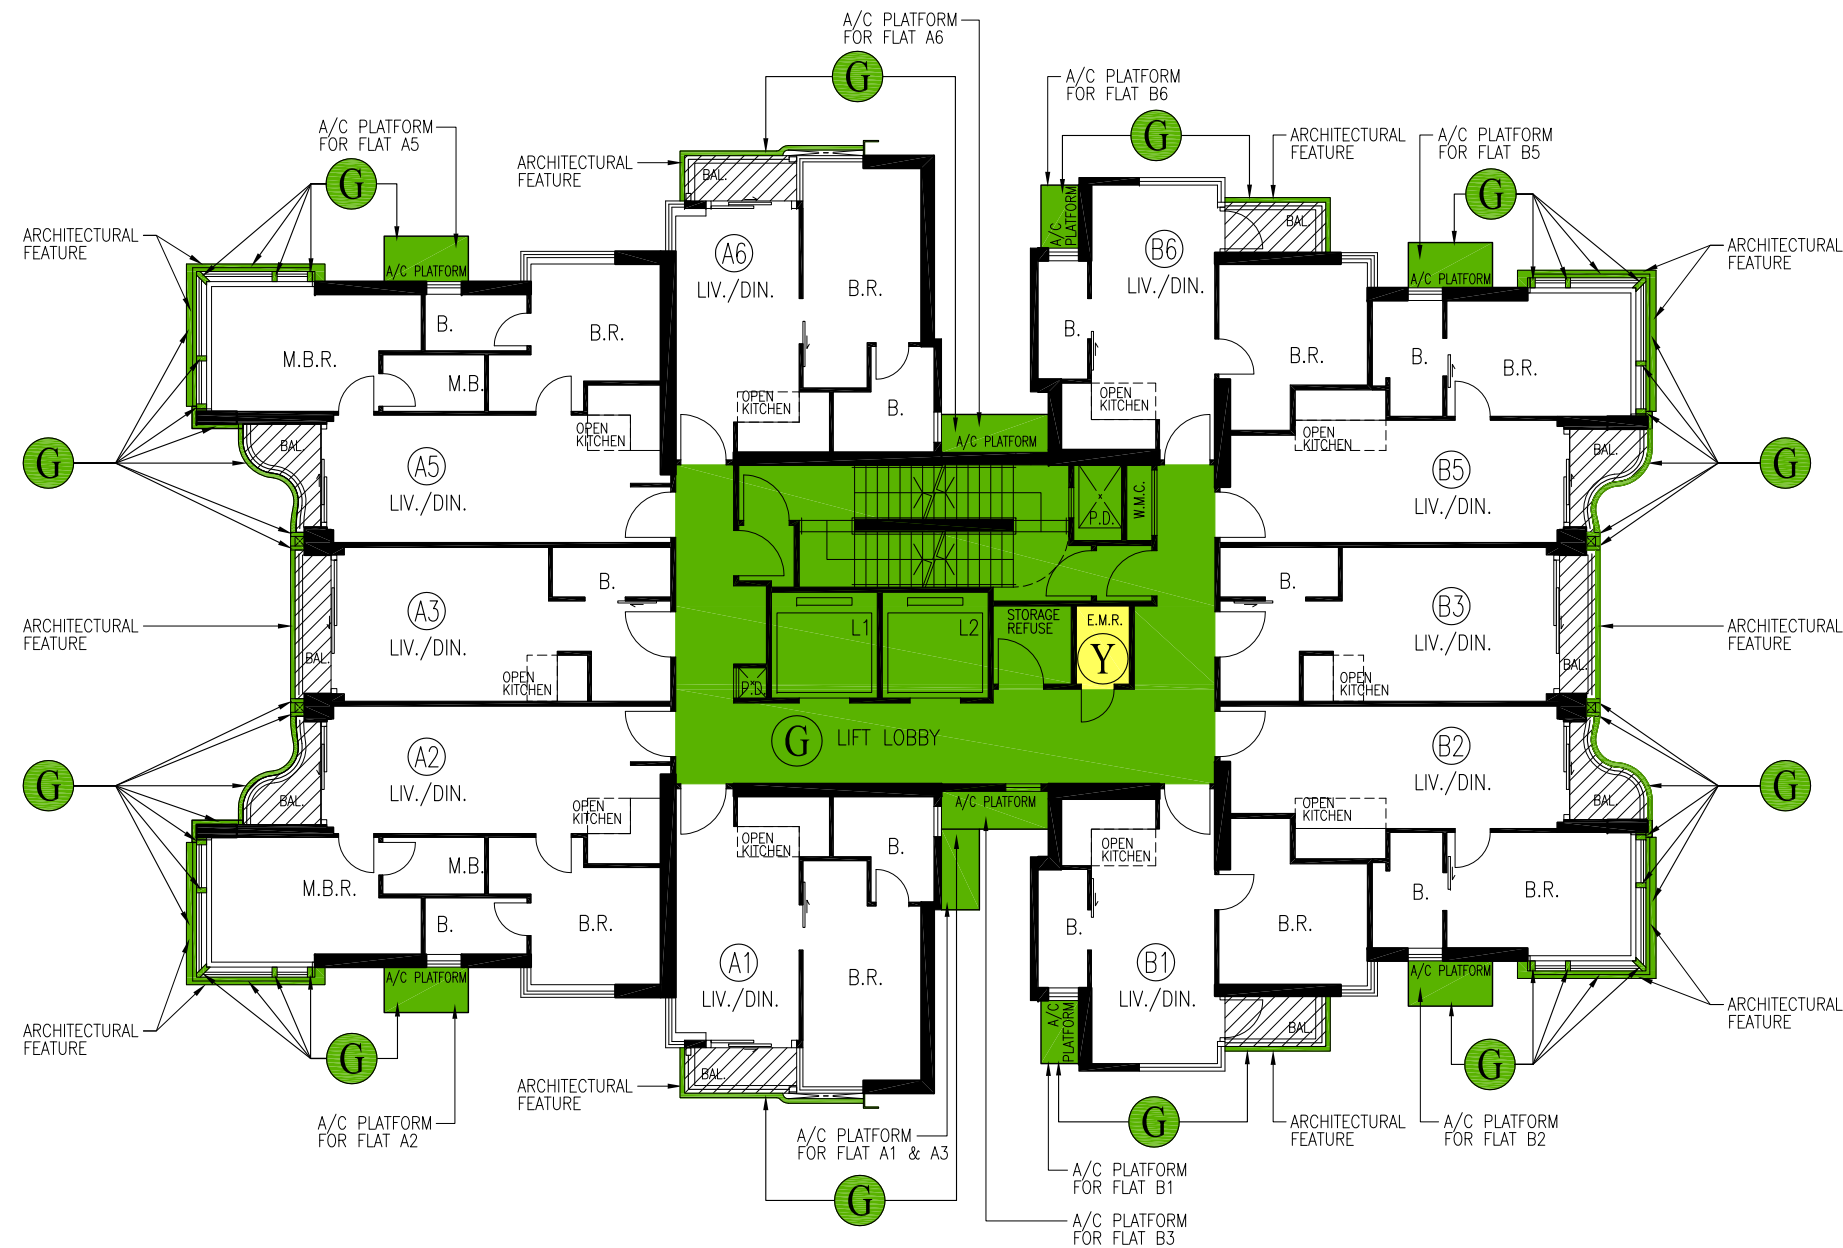 A/C PLATFORM
FOR FLAT A6
G
A/C PLATFORM
FOR FLAT B6
G
A/C PLATFORM
FOR FLAT A5
G
ARCHITECTURAL
FEATURE
ARCHITECTURAL
FEATURE
A/C PLATFORM
FOR FLAT B5
G
ARCHITECTURAL
FEATURE
ARCHITECTURAL
FEATURE
BAL.
A/C
PLATFORM
BAL.
A/C PLATFORM
A6
LIV./DIN.
B.R.
B6
LIV./DIN.
A/C PLATFORM
M.B.R.
B.
M.B.
B.R.
B.
B.R.
B.
B.R.
OPEN
KITCHEN
B.
OPEN
KITCHEN
A/C PLATFORM
OPEN
KITCHEN
OPEN
KITCHEN
G
BAL.
A5
LIV./DIN.
B5
LIV./DIN.
BAL.
G
P.D.
W.M.C.
ARCHITECTURAL
FEATURE
BAL.
A3
LIV./DIN.
B.
OPEN
KITCHEN
L1
L2
STORAGE
REFUSE
E.M.R.
Y
P.D.
B.
B3
LIV./DIN.
OPEN
KITCHEN
BAL.
ARCHITECTURAL
FEATURE
G
LIFT LOBBY
G
BAL.
A2
LIV./DIN.
OPEN
KITCHEN
B2
LIV./DIN.
OPEN
KITCHEN
BAL.
G
OPEN
KITCHEN
B.
A/C PLATFORM
OPEN
KITCHEN
M.B.R.
M.B.
B.
B.R.
B.
B.R.
B.
B.R.
A1
LIV./DIN.
B.R.
B1
LIV./DIN.
A/C PLATFORM
A/C PLATFORM
A/C
PLATFORM
BAL.
BAL.
ARCHITECTURAL
FEATURE
G
ARCHITECTURAL
FEATURE
G
ARCHITECTURAL
FEATURE
A/C PLATFORM
FOR FLAT A2
A/C PLATFORM
FOR FLAT A1 & A3
G
G
ARCHITECTURAL
FEATURE
A/C PLATFORM
FOR FLAT B2
A/C PLATFORM
FOR FLAT B1
A/C PLATFORM
FOR FLAT B3